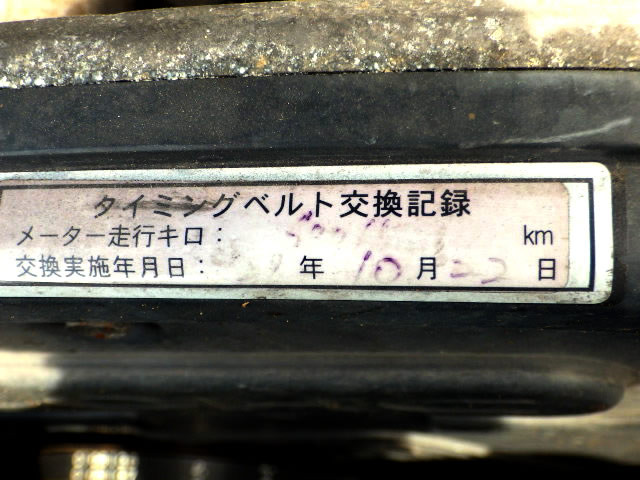 タイミングベルト交換記録
メーター走行キロ: km
交換実施年月日: 年 10 月 22 日